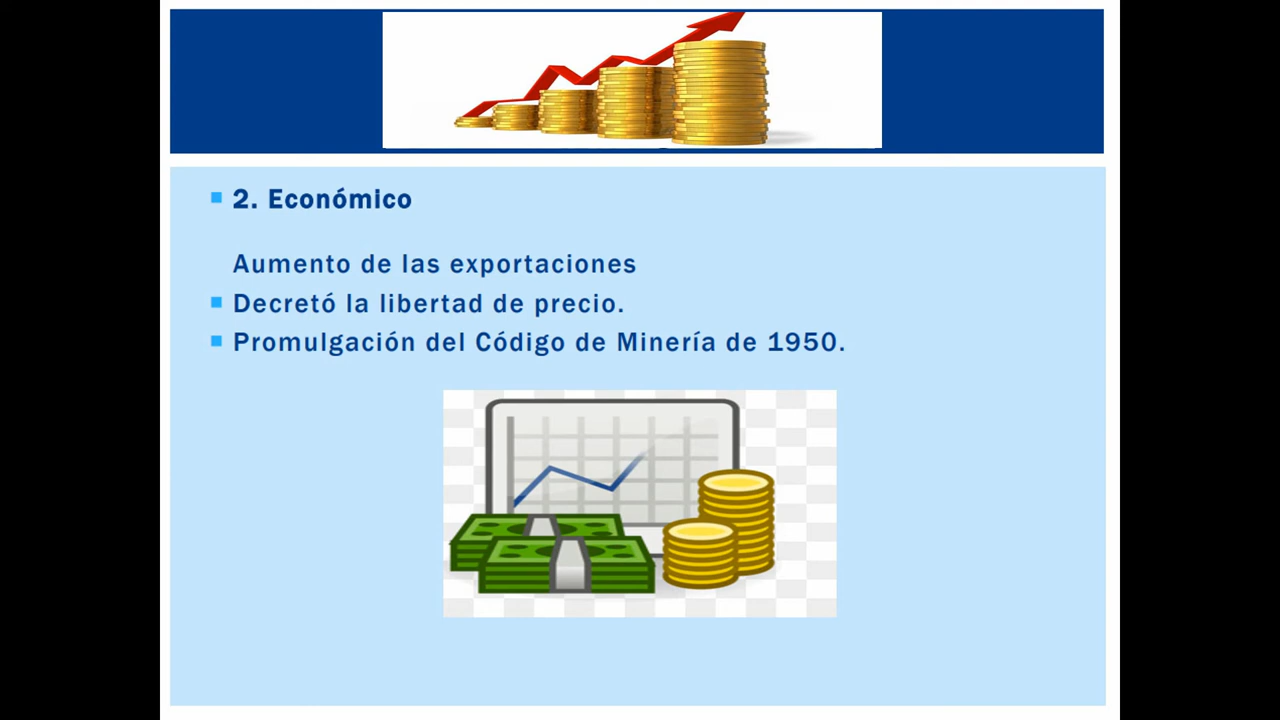 2. Económico
Aumento de las exportaciones
Decretó la libertad de precio.
Promulgación del Código de Minería de 1950.